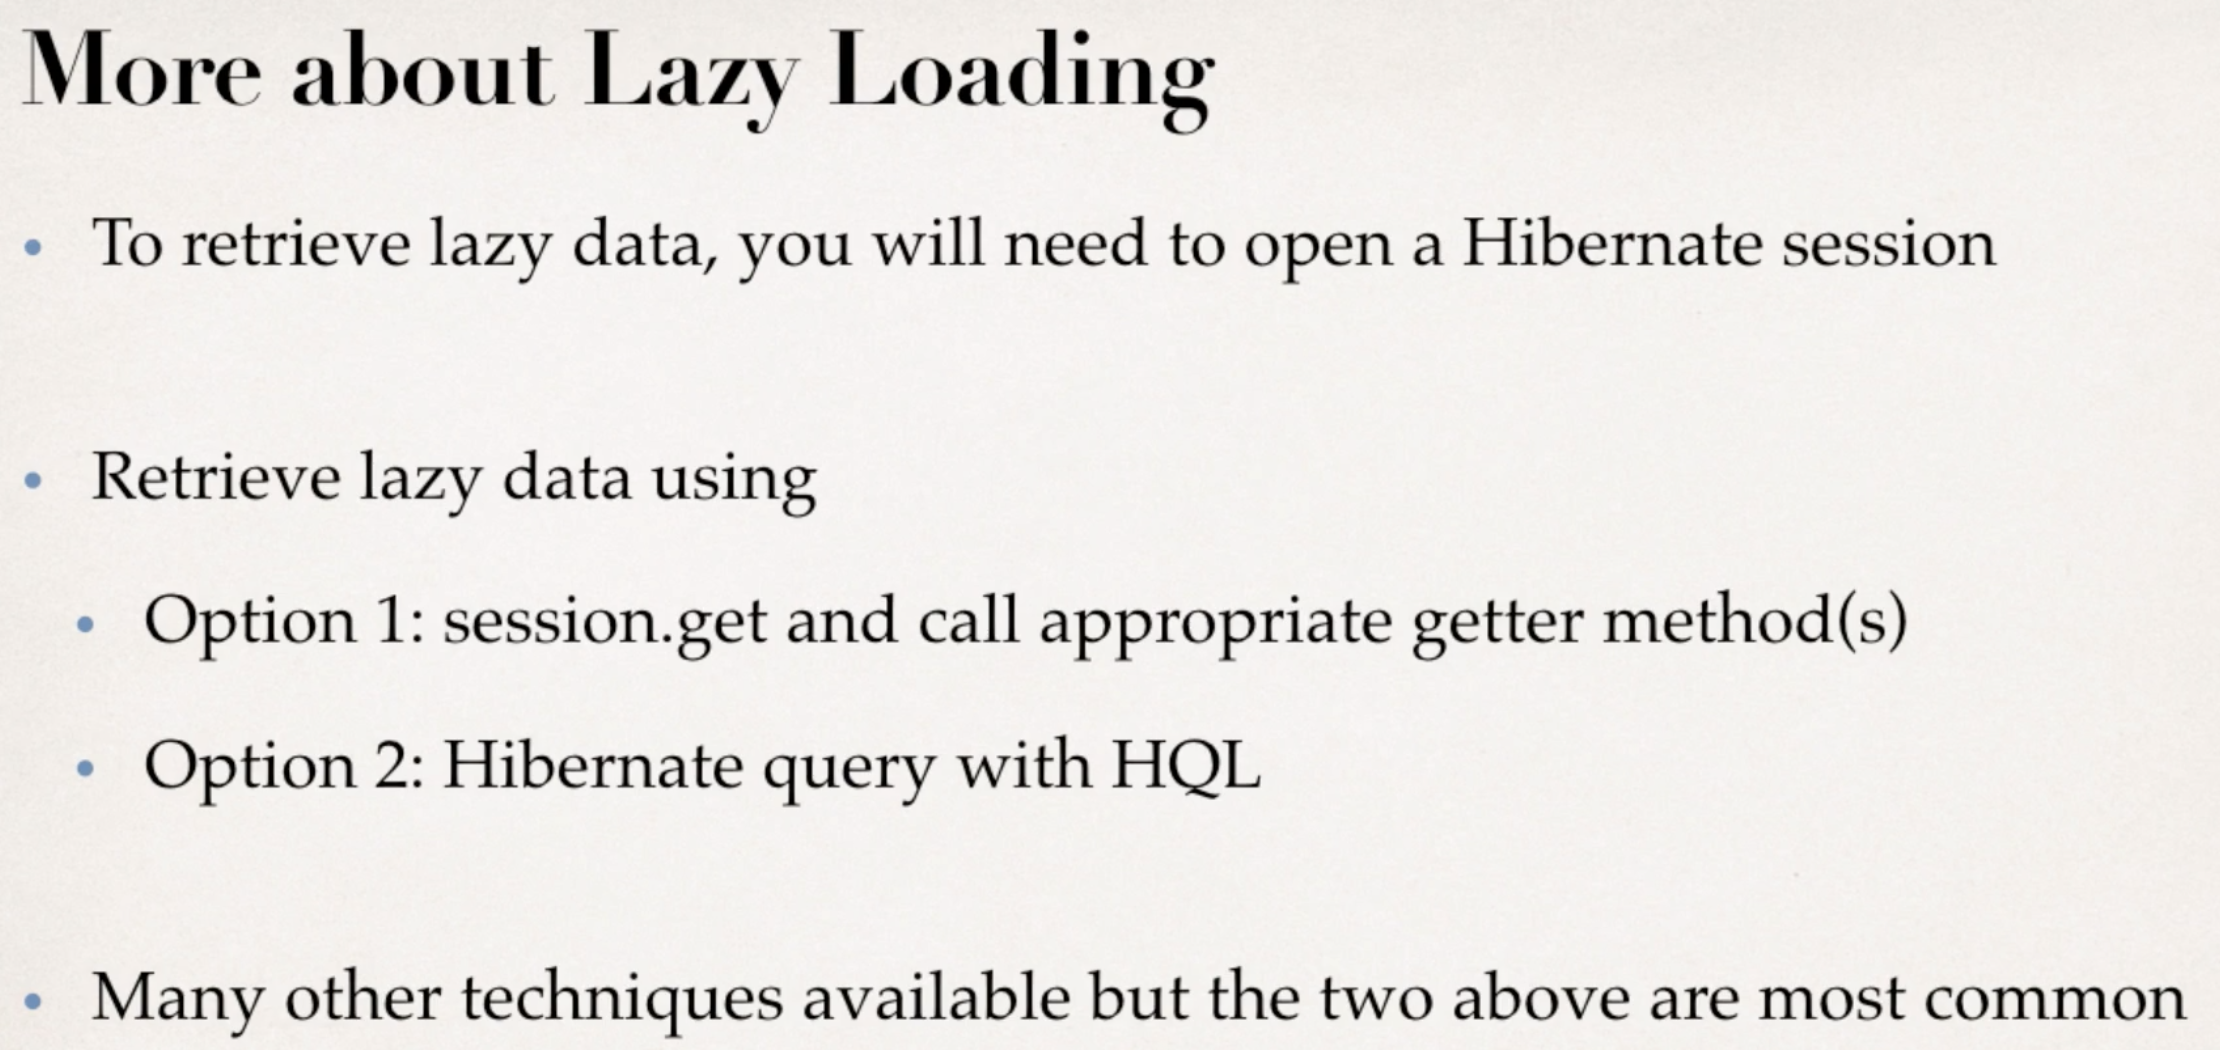 More about Lazy Loading
• To retrieve lazy data, you will need to open a Hibernate session
• Retrieve lazy data using
• Option 1: session.get and call appropriate getter method(s)
• Option 2: Hibernate query with HQL
• Many other techniques available but the two above are most common